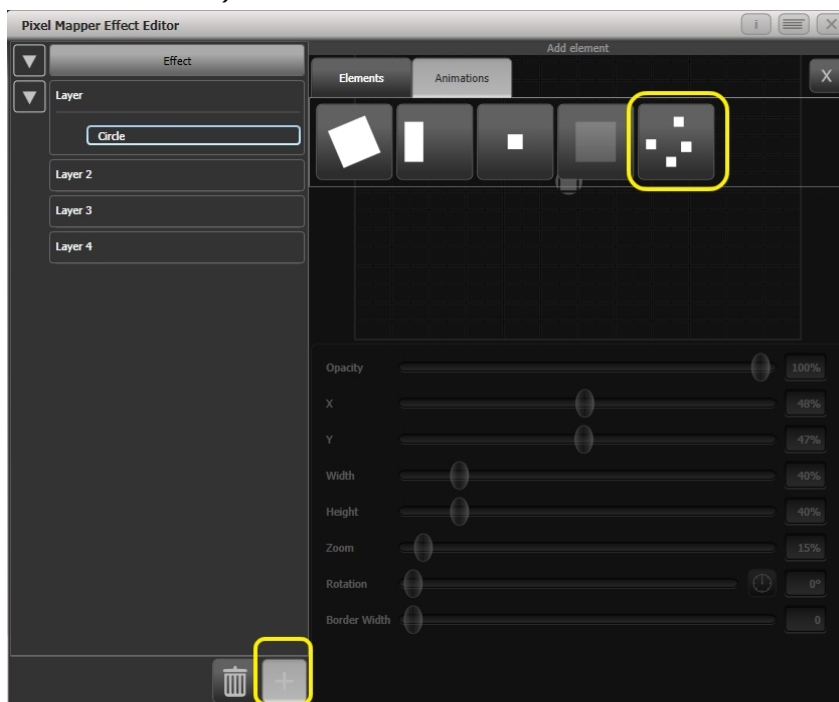 Pixel Mapper Effect Editor
i
X
Effect
Add element
Elements
Animations
X
Layer
Circle
Layer 2
Layer 3
Layer 4
Opacity 100%
X 48%
Y 47%
Width 40%
Height 40%
Zoom 15%
Rotation 0°
Border Width 0
+